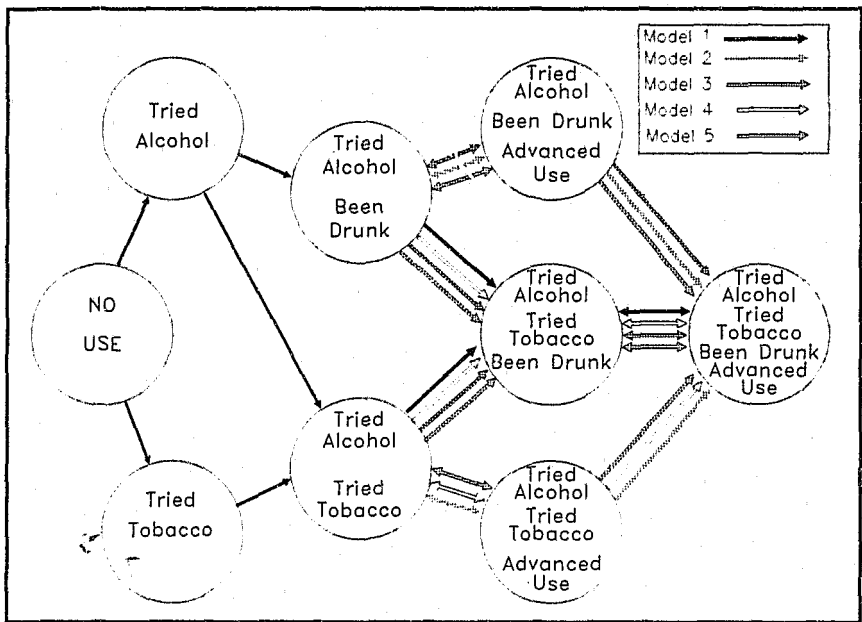 Model 1
Model 2
Model 3
Model 4
Model 5
NO
USE
Tried
Alcohol
Tried
Tobacco
Tried
Alcohol
Been
Drunk
Tried
Alcohol
Tried
Tobacco
Tried
Alcohol
Been Drunk
Advanced
Use
Tried
Alcohol
Tried
Tobacco
Been Drunk
Tried
Alcohol
Tried
Tobacco
Advanced
Use
Tried
Alcohol
Tried
Tobacco
Been Drunk
Advanced
Use